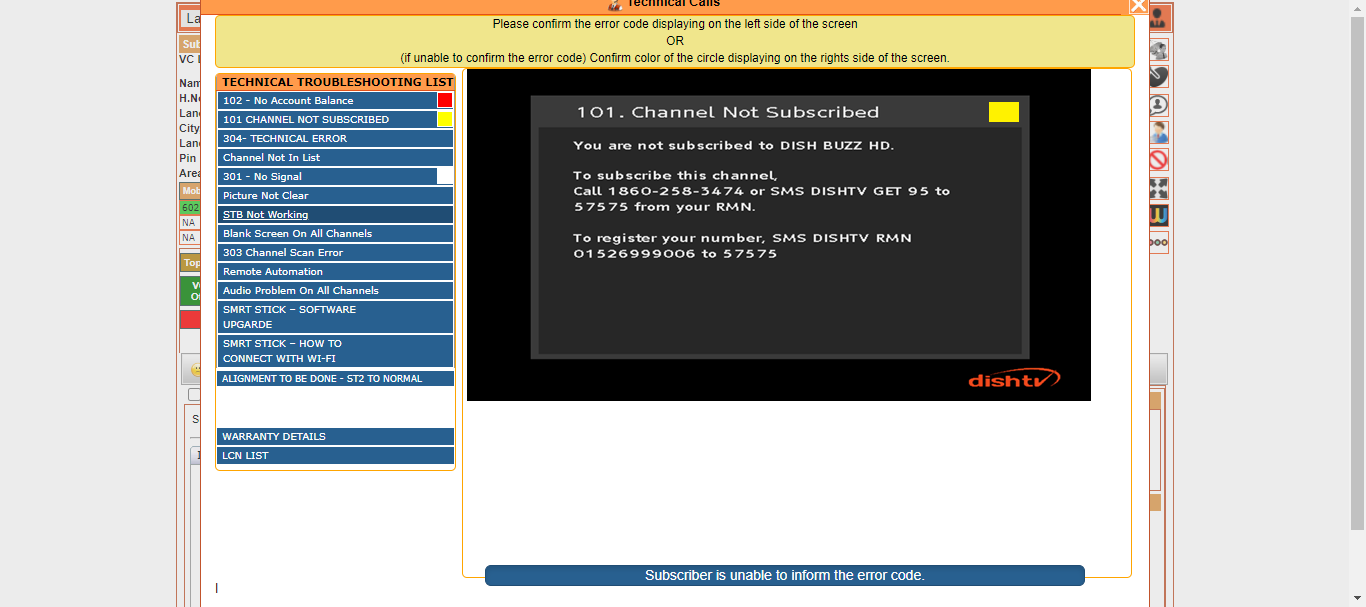 Technical Calls
Please confirm the error code displaying on the left side of the screen
OR
(if unable to confirm the error code) Confirm color of the circle displaying on the rights side of the screen.
La
Sub
VC
Nam
H.No
Land
City
Land
Pin
Area
Mob
602
NA
NA
Top
TECHNICAL TROUBLESHOOTING LIST
102 - No Account Balance
101 CHANNEL NOT SUBSCRIBED
304- TECHNICAL ERROR
Channel Not In List
301 - No Signal
Picture Not Clear
STB Not Working
Blank Screen On All Channels
303 Channel Scan Error
Remote Automation
Audio Problem On All Channels
SMRT STICK – SOFTWARE
UPGARDE
SMRT STICK – HOW TO
CONNECT WITH WI-FI
ALIGNMENT TO BE DONE - ST2 TO NORMAL
WARRANTY DETAILS
LCN LIST
101. Channel Not Subscribed
You are not subscribed to DISH BUZZ HD.
To subscribe this channel,
Call 1860-258-3474 or SMS DISHTV GET 95 to
57575 from your RMN.
To register your number, SMS DISHTV RMN
01526999006 to 57575
dishtv
Subscriber is unable to inform the error code.